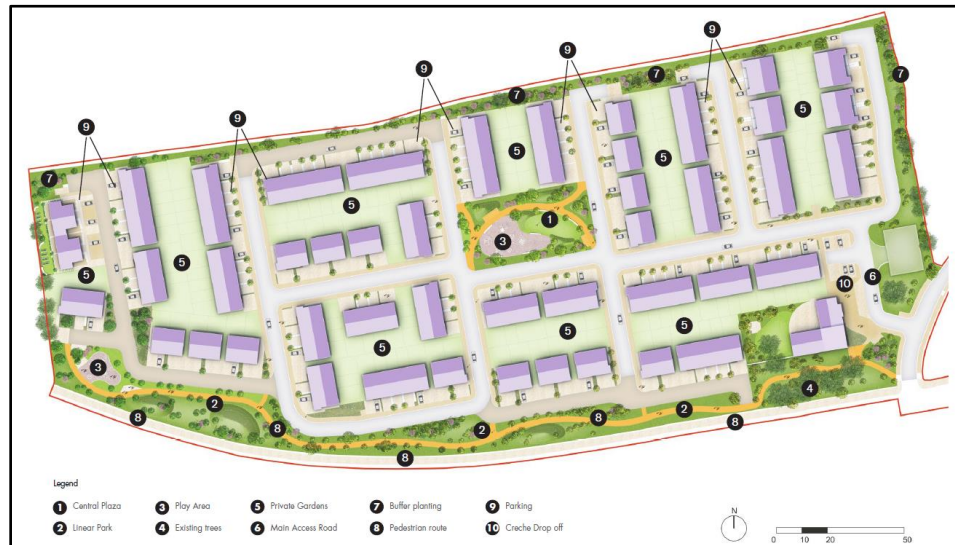 9
9
9
9
9
7
7
7
5
5
5
7
5
5
5
1
3
6
10
5
5
5
3
4
2
2
8
8
8
2
8
8
8
Legend
1 Central Plaza
3 Play Area
5 Private Gardens
7 Buffer planting
9 Parking
2 Linear Park
4 Existing trees
6 Main Access Road
8 Pedestrian route
10 Creche Drop off
N
0 10 20 50